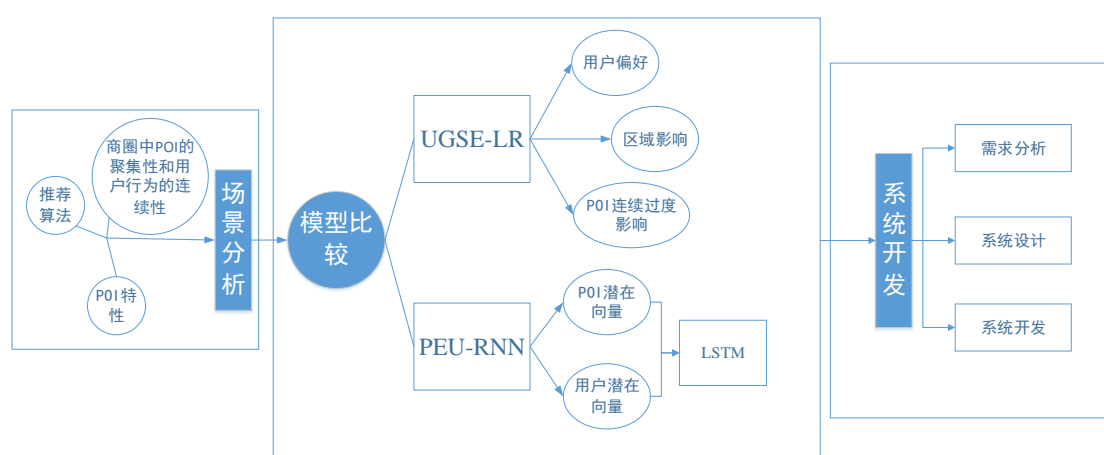 商圈中POI的
聚集性和用
户行为的连
续性
推荐
算法
POI特
性
场
景
分
析
模型比
较
UGSE-LR
用户偏好
区域影响
POI连续过度
影响
PEU-RNN
POI潜在
向量
用户潜在
向量
LSTM
系
统
开
发
需求分析
系统设计
系统开发